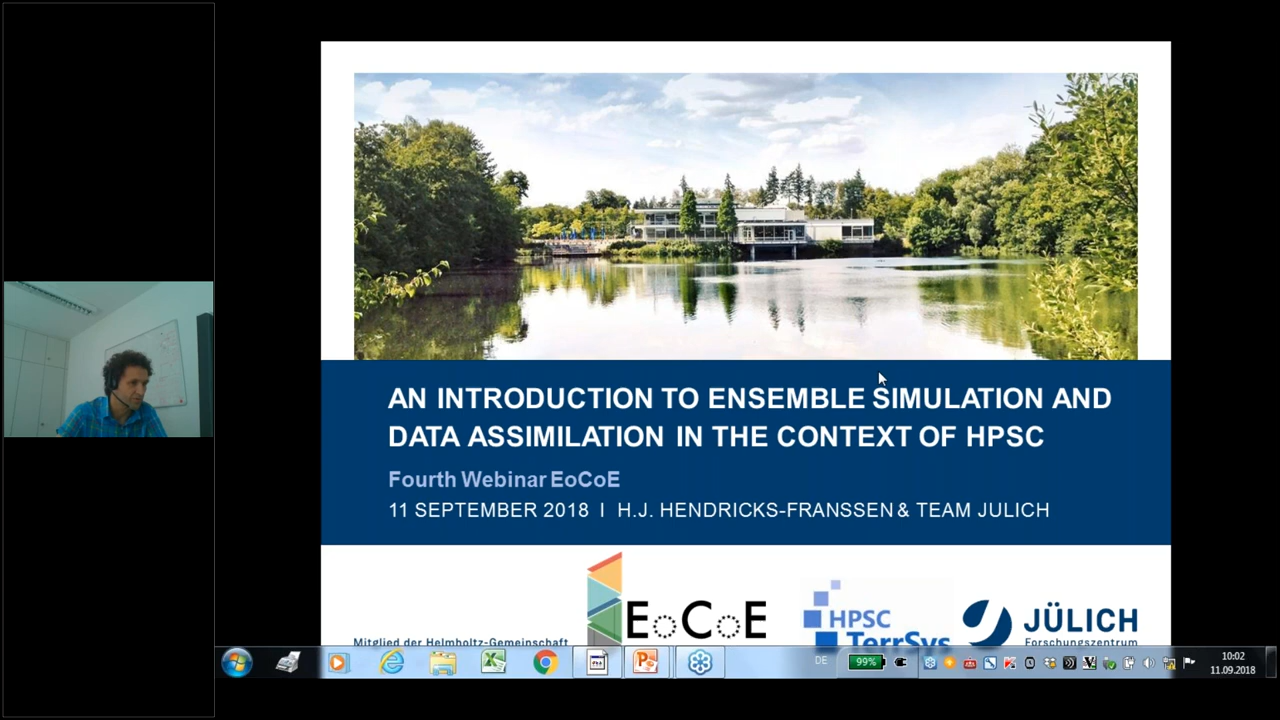 AN INTRODUCTION TO ENSEMBLE SIMULATION AND
DATA ASSIMILATION IN THE CONTEXT OF HPSC
Fourth Webinar EoCoE
11 SEPTEMBER 2018 I H.J. HENDRICKS-FRANSSEN & TEAM JULICH
EoCoE
HPSC
TerrSys
JÜLICH
Forschungszentrum
Mitglied der Helmholtz-Gemeinschaft
DE
99%
10:02
11.09.2018